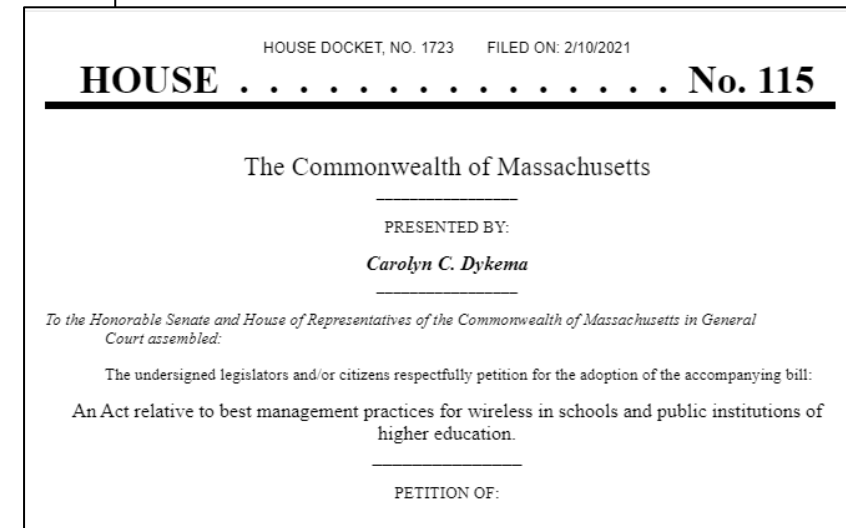 HOUSE DOCKET, NO. 1723 FILED ON: 2/10/2021
HOUSE . . . . . . . . . . . . . . . No. 115
The Commonwealth of Massachusetts
PRESENTED BY:
Carolyn C. Dykema
To the Honorable Senate and House of Representatives of the Commonwealth of Massachusetts in General
Court assembled:
The undersigned legislators and/or citizens respectfully petition for the adoption of the accompanying bill:
An Act relative to best management practices for wireless in schools and public institutions of
higher education.
PETITION OF: